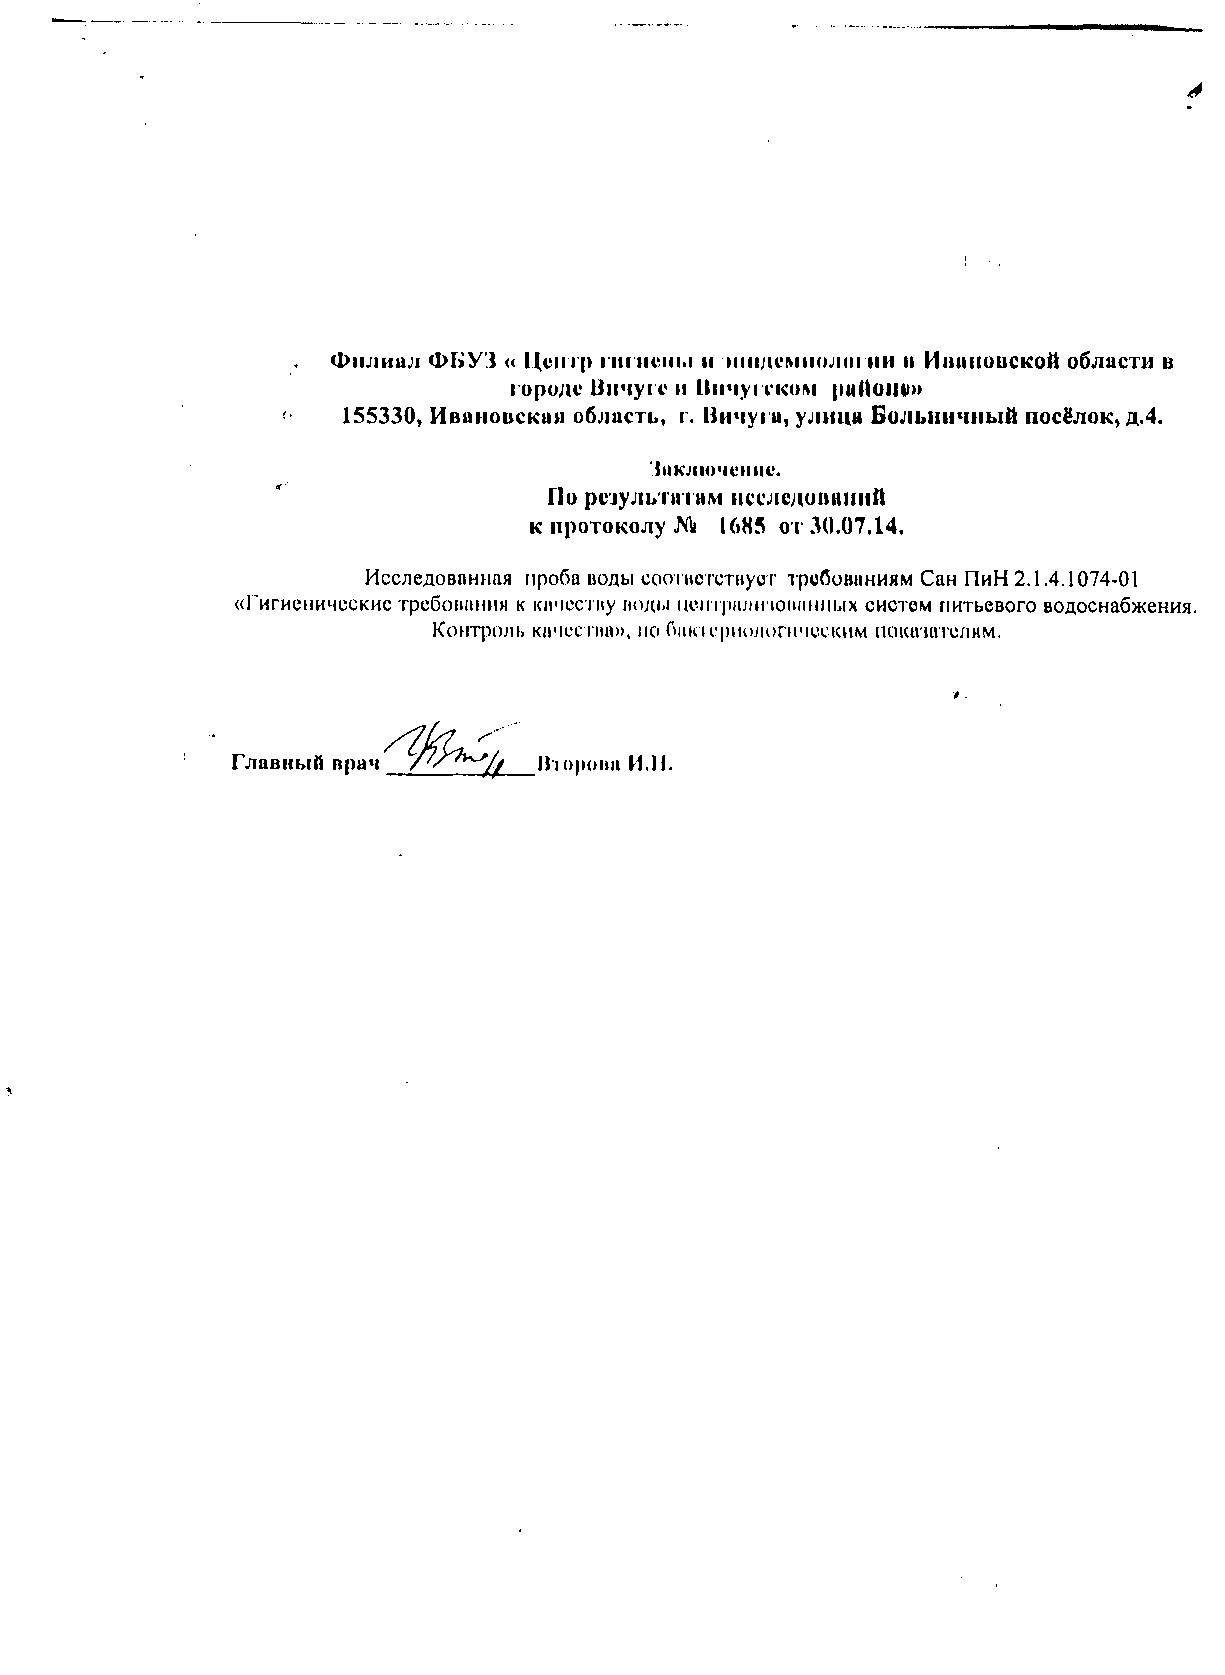 Филиал ФБУЗ « Центр гигиены и эпидемиологии в Ивановской области в
городе Вичуге и Вичугском районе»
155330, Ивановская область, г. Вичуга, улица Больничный посёлок, д.4.
Заключение.
По результатам исследований
к протоколу № 1685 от 30.07.14.
Исследованная проба воды соответствует требованиям Сан ПиН 2.1.4.1074-01
«Гигиенические требования к качеству воды централизованных систем питьевого водоснабжения.
Контроль качества», по бактериологическим показателям.
Главный врач Второва И.Н.